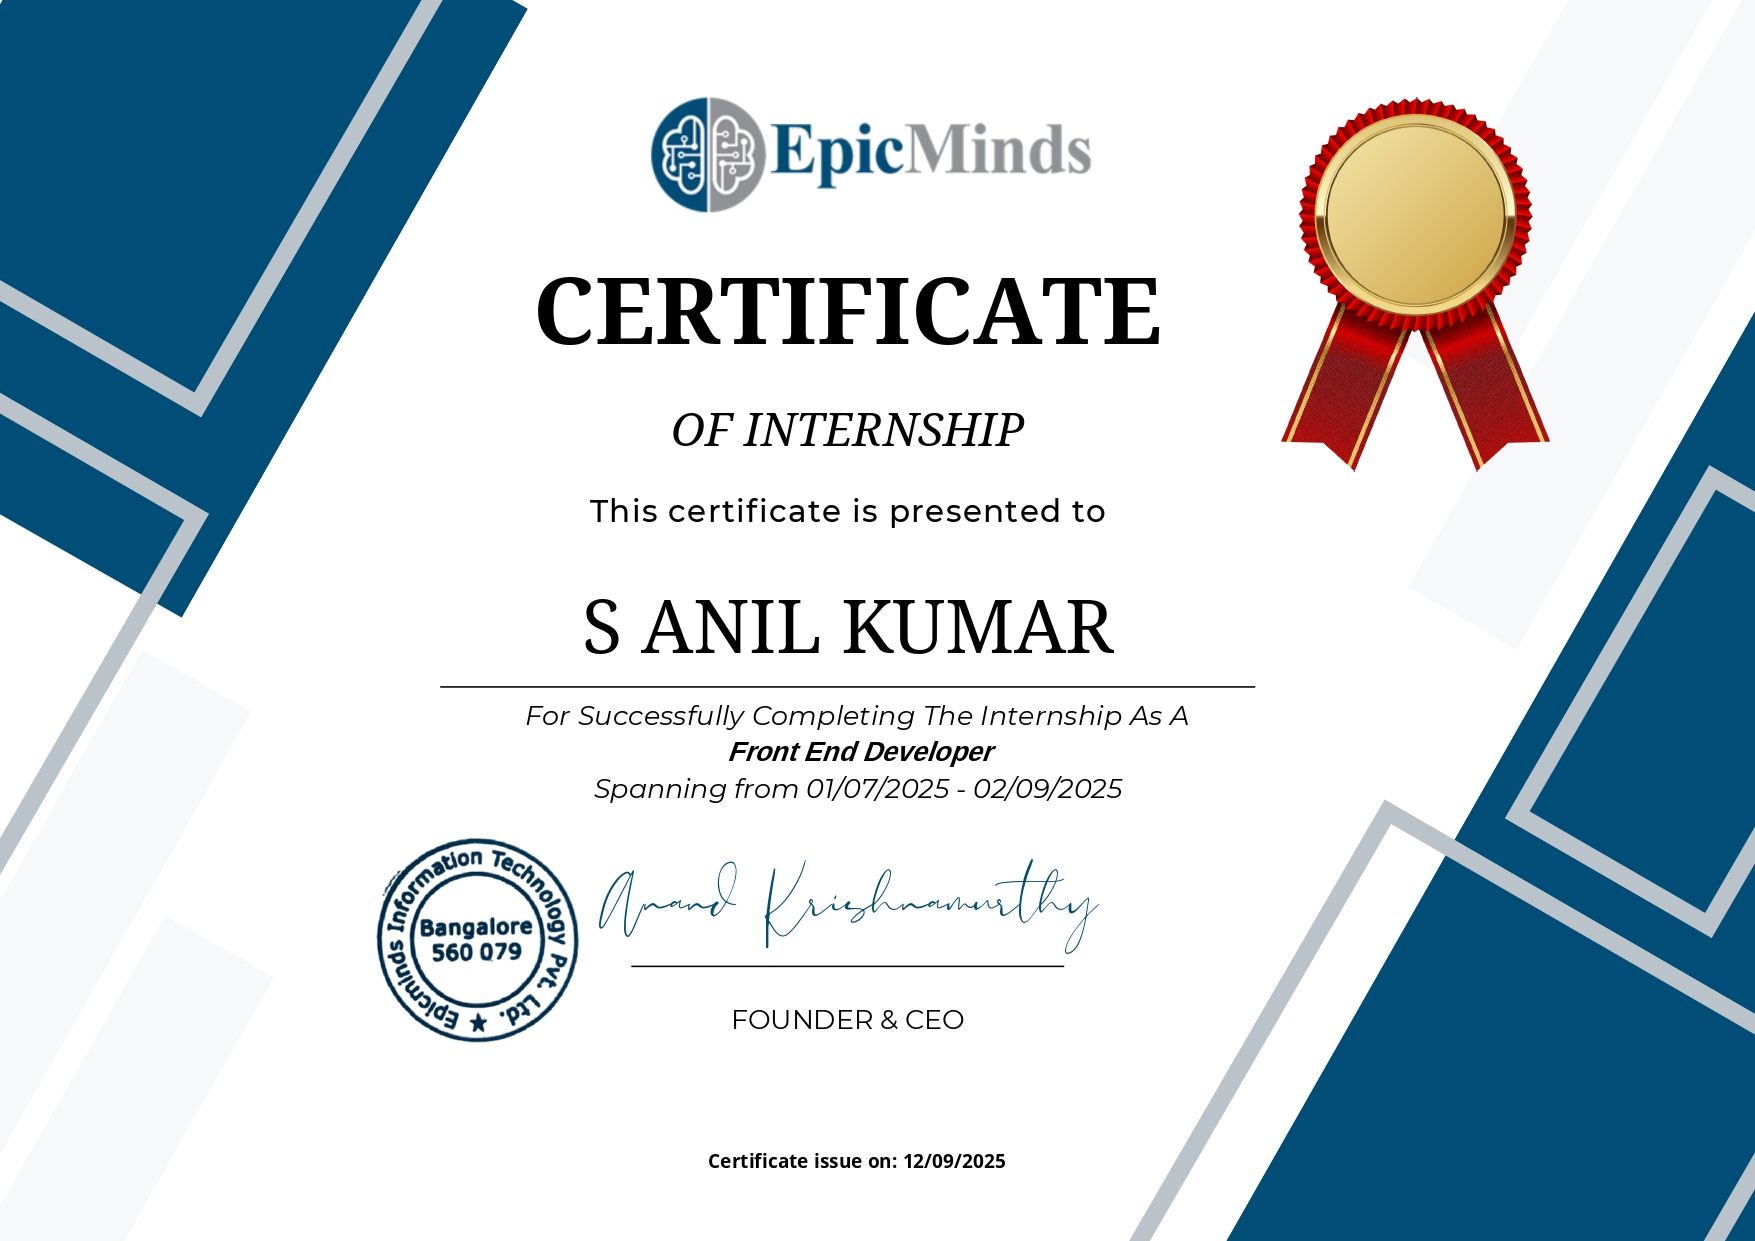 EpicMinds
CERTIFICATE
OF INTERNSHIP
This certificate is presented to
S ANIL KUMAR
For Successfully Completing The Internship As A
Front End Developer
Spanning from 01/07/2025 - 02/09/2025
Epicminds Information Technology Pvt. Ltd. ★
Bangalore
560 079
Anand Krishnamurthy
FOUNDER & CEO
Certificate issue on: 12/09/2025